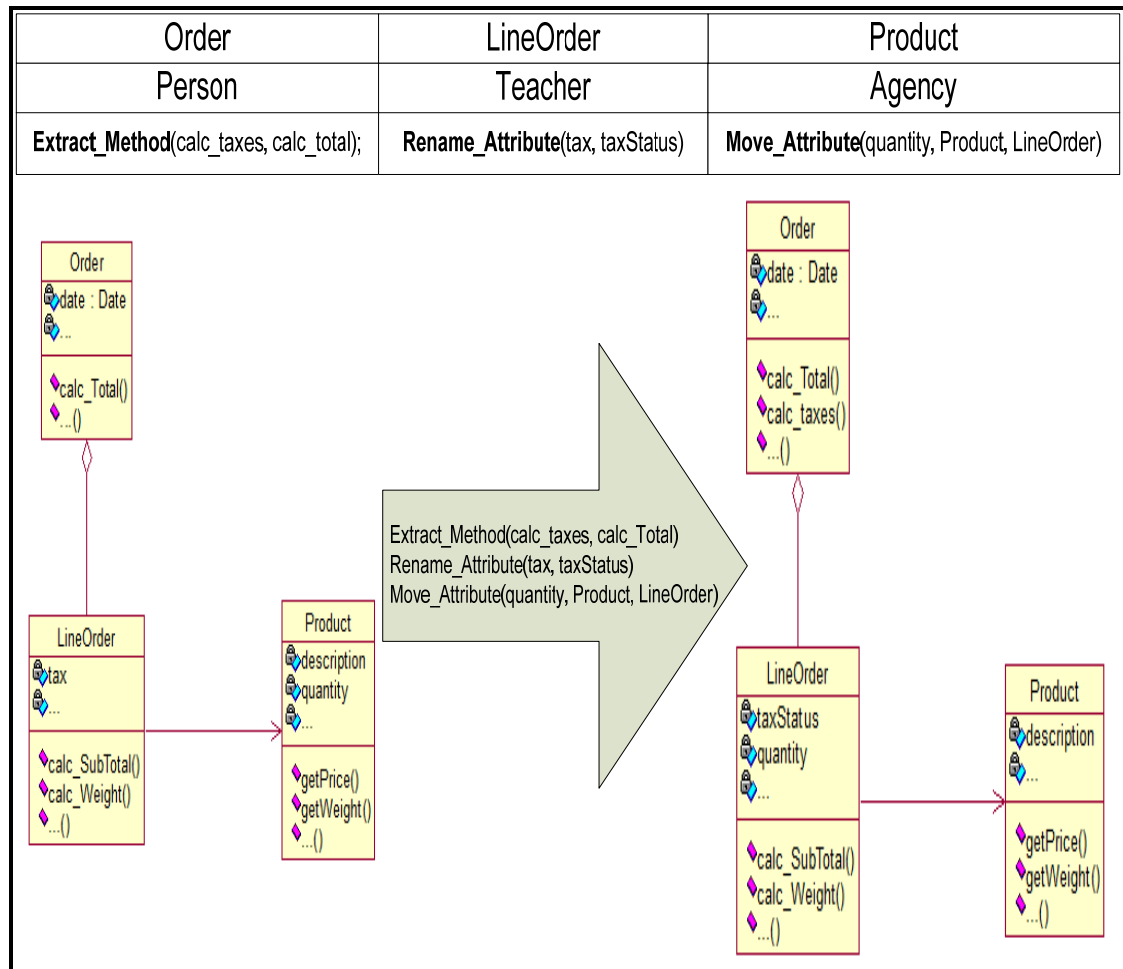 Order LineOrder Product
Person Teacher Agency
Extract_Method(calc_taxes, calc_total); Rename_Attribute(tax, taxStatus) Move_Attribute(quantity, Product, LineOrder)
Order
date : Date
...
calc_Total()
...()
LineOrder
tax
...
calc_SubTotal()
calc_Weight()
...()
Product
description
quantity
...
getPrice()
getWeight()
...()
Extract_Method(calc_taxes, calc_Total)
Rename_Attribute(tax, taxStatus)
Move_Attribute(quantity, Product, LineOrder)
Order
date : Date
...
calc_Total()
calc_taxes()
...()
LineOrder
taxStatus
quantity
...
calc_SubTotal()
calc_Weight()
...()
Product
description
...
getPrice()
getWeight()
...()